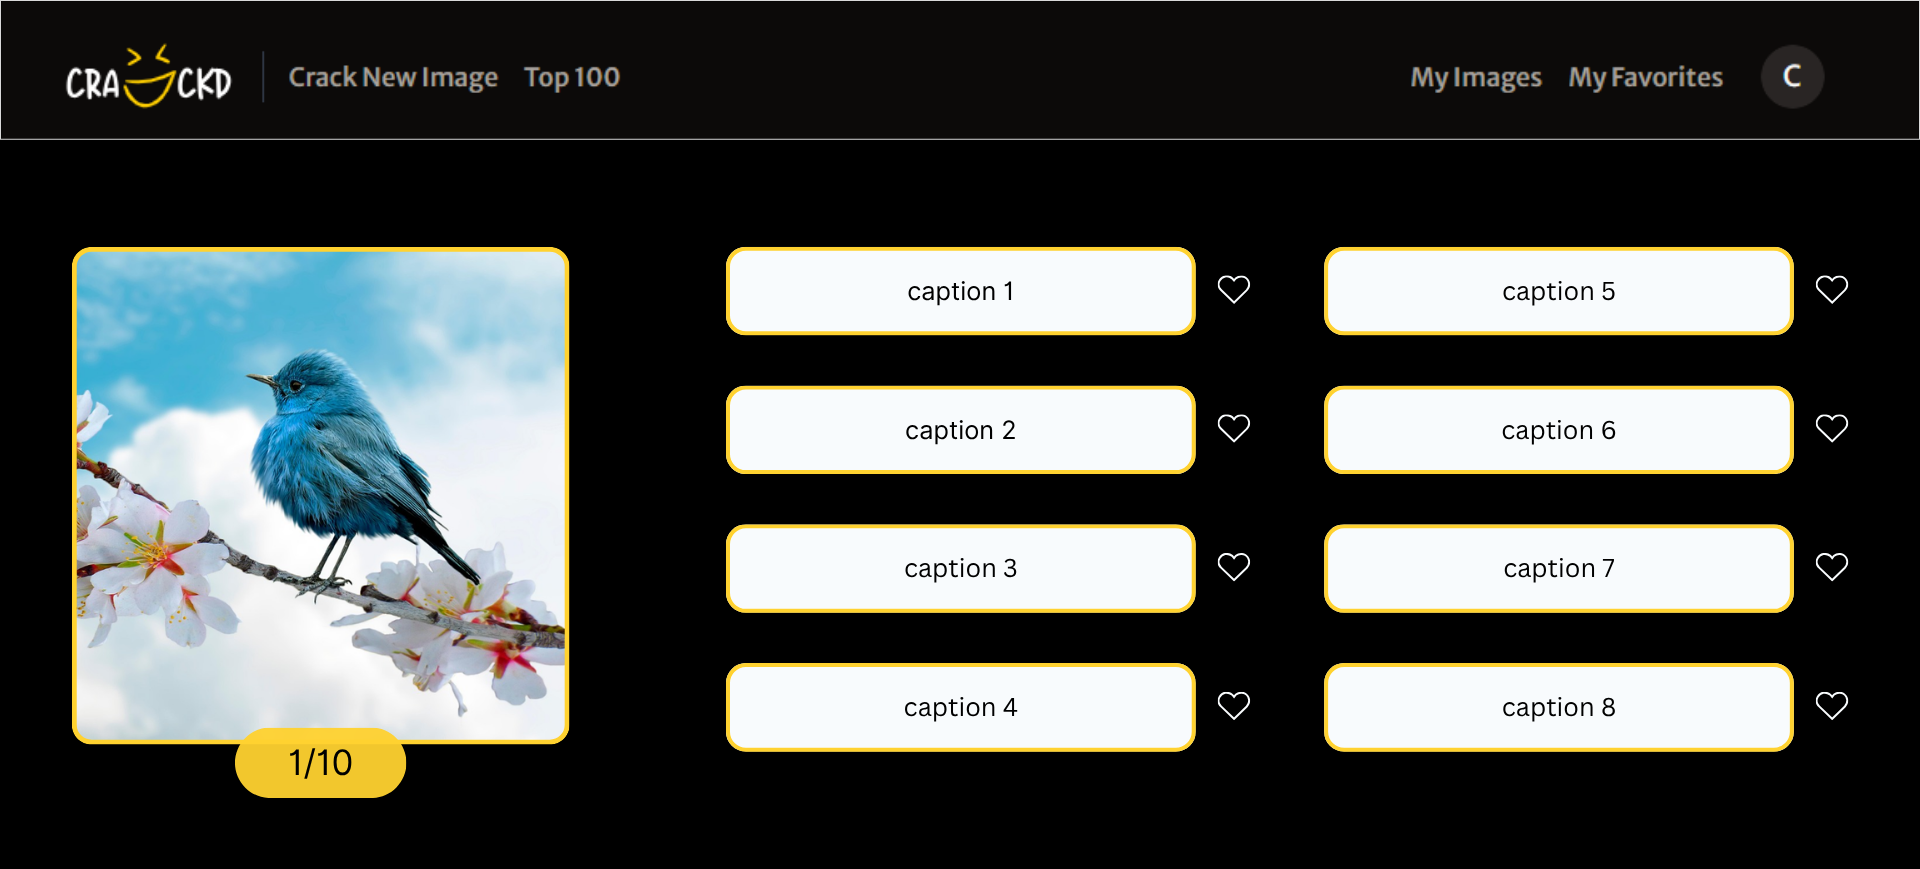 CRACKD
Crack New Image
Top 100
My Images
My Favorites
C
1/10
caption 1
caption 2
caption 3
caption 4
caption 5
caption 6
caption 7
caption 8